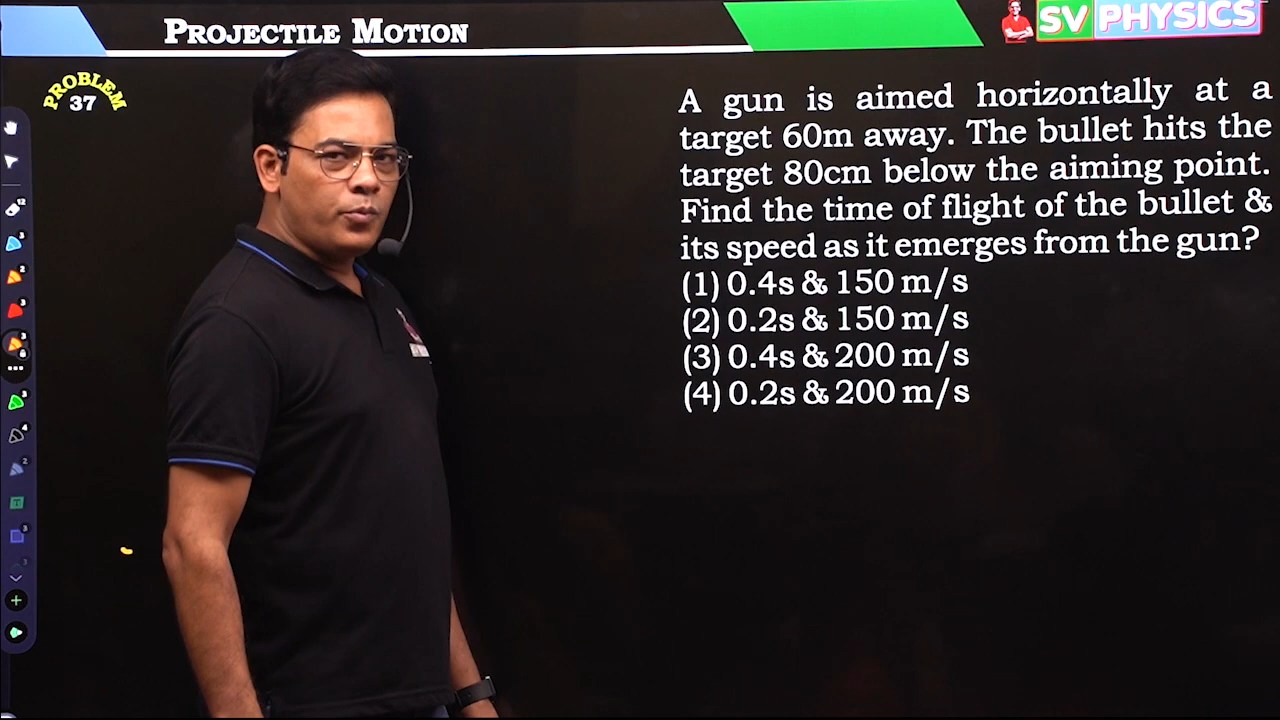 PROJECTILE MOTION
SV PHYSICS
PROBLEM
37
A gun is aimed horizontally at a
target 60m away. The bullet hits the
target 80cm below the aiming point.
Find the time of flight of the bullet &
its speed as it emerges from the gun?
(1) 0.4s & 150 m/s
(2) 0.2s & 150 m/s
(3) 0.4s & 200 m/s
(4) 0.2s & 200 m/s